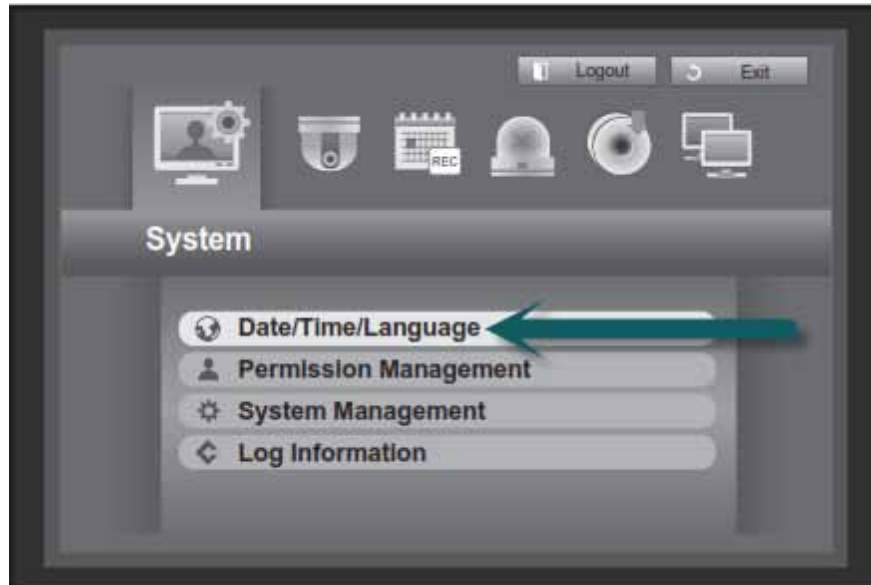 Logout Exit
REC
System
Date/Time/Language
Permission Management
System Management
Log Information